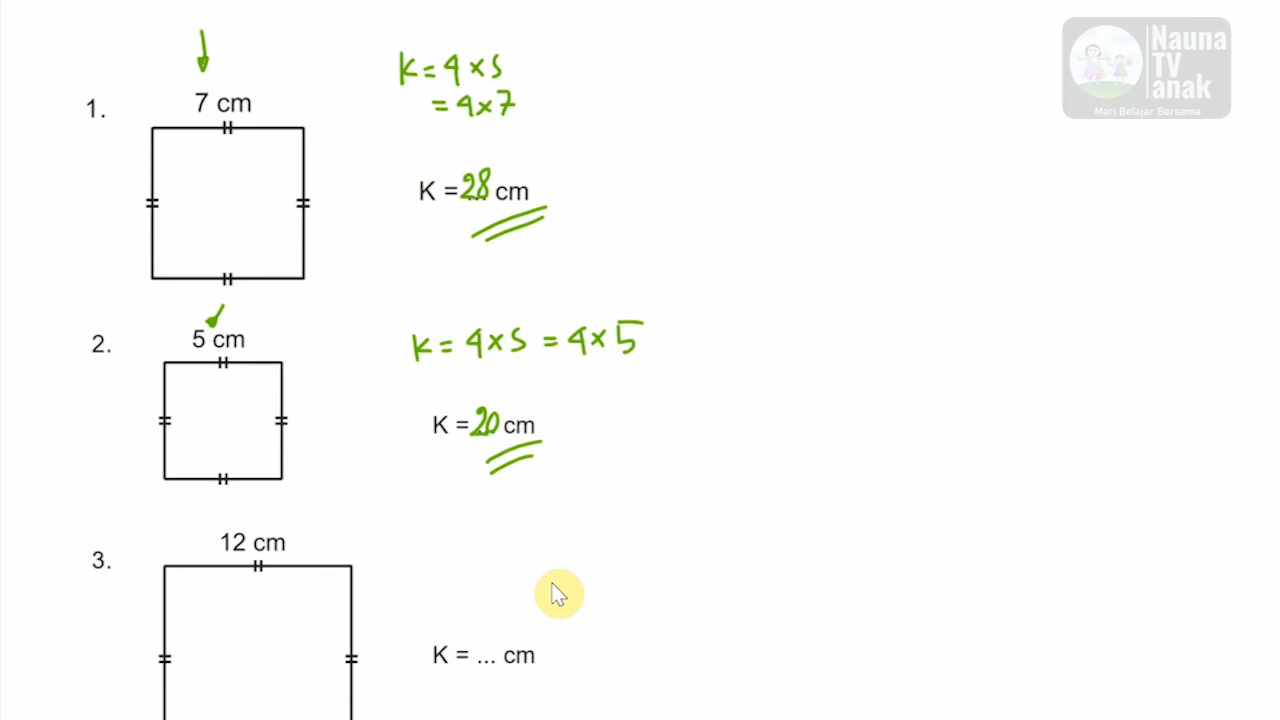 Nauna
TV
anak
Mari Belajar Bersama
1.
7 cm
K = 4 × s
= 4 × 7
K = 28 cm
2.
5 cm
K = 4 × s = 4 × 5
K = 20 cm
3.
12 cm
K = ... cm